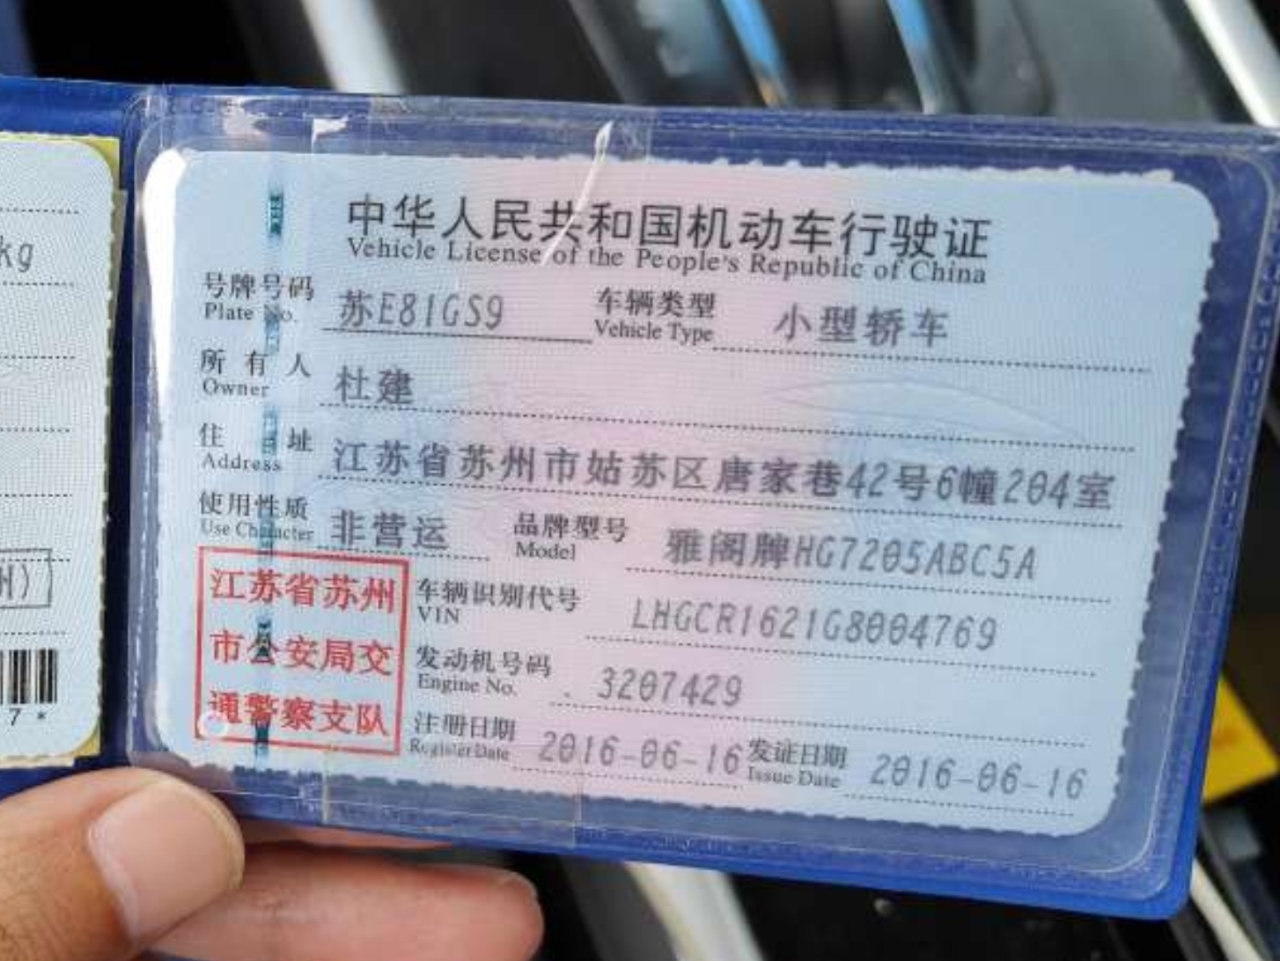 kg
州)
7*
中华人民共和国机动车行驶证
Vehicle License of the People's Republic of China
号牌号码 苏E81GS9 车辆类型 小型轿车
Plate No. Vehicle Type
所有人 杜建
Owner
住址 江苏省苏州市姑苏区唐家巷42号6幢204室
Address
使用性质 非营运 品牌型号 雅阁牌HG7205ABC5A
Use Character Model
江苏省苏州
市公安局交
通警察支队
车辆识别代号 LHGCR1621G8004769
VIN
发动机号码 3207429
Engine No.
注册日期 2016-06-16 发证日期 2016-06-16
Register Date Issue Date